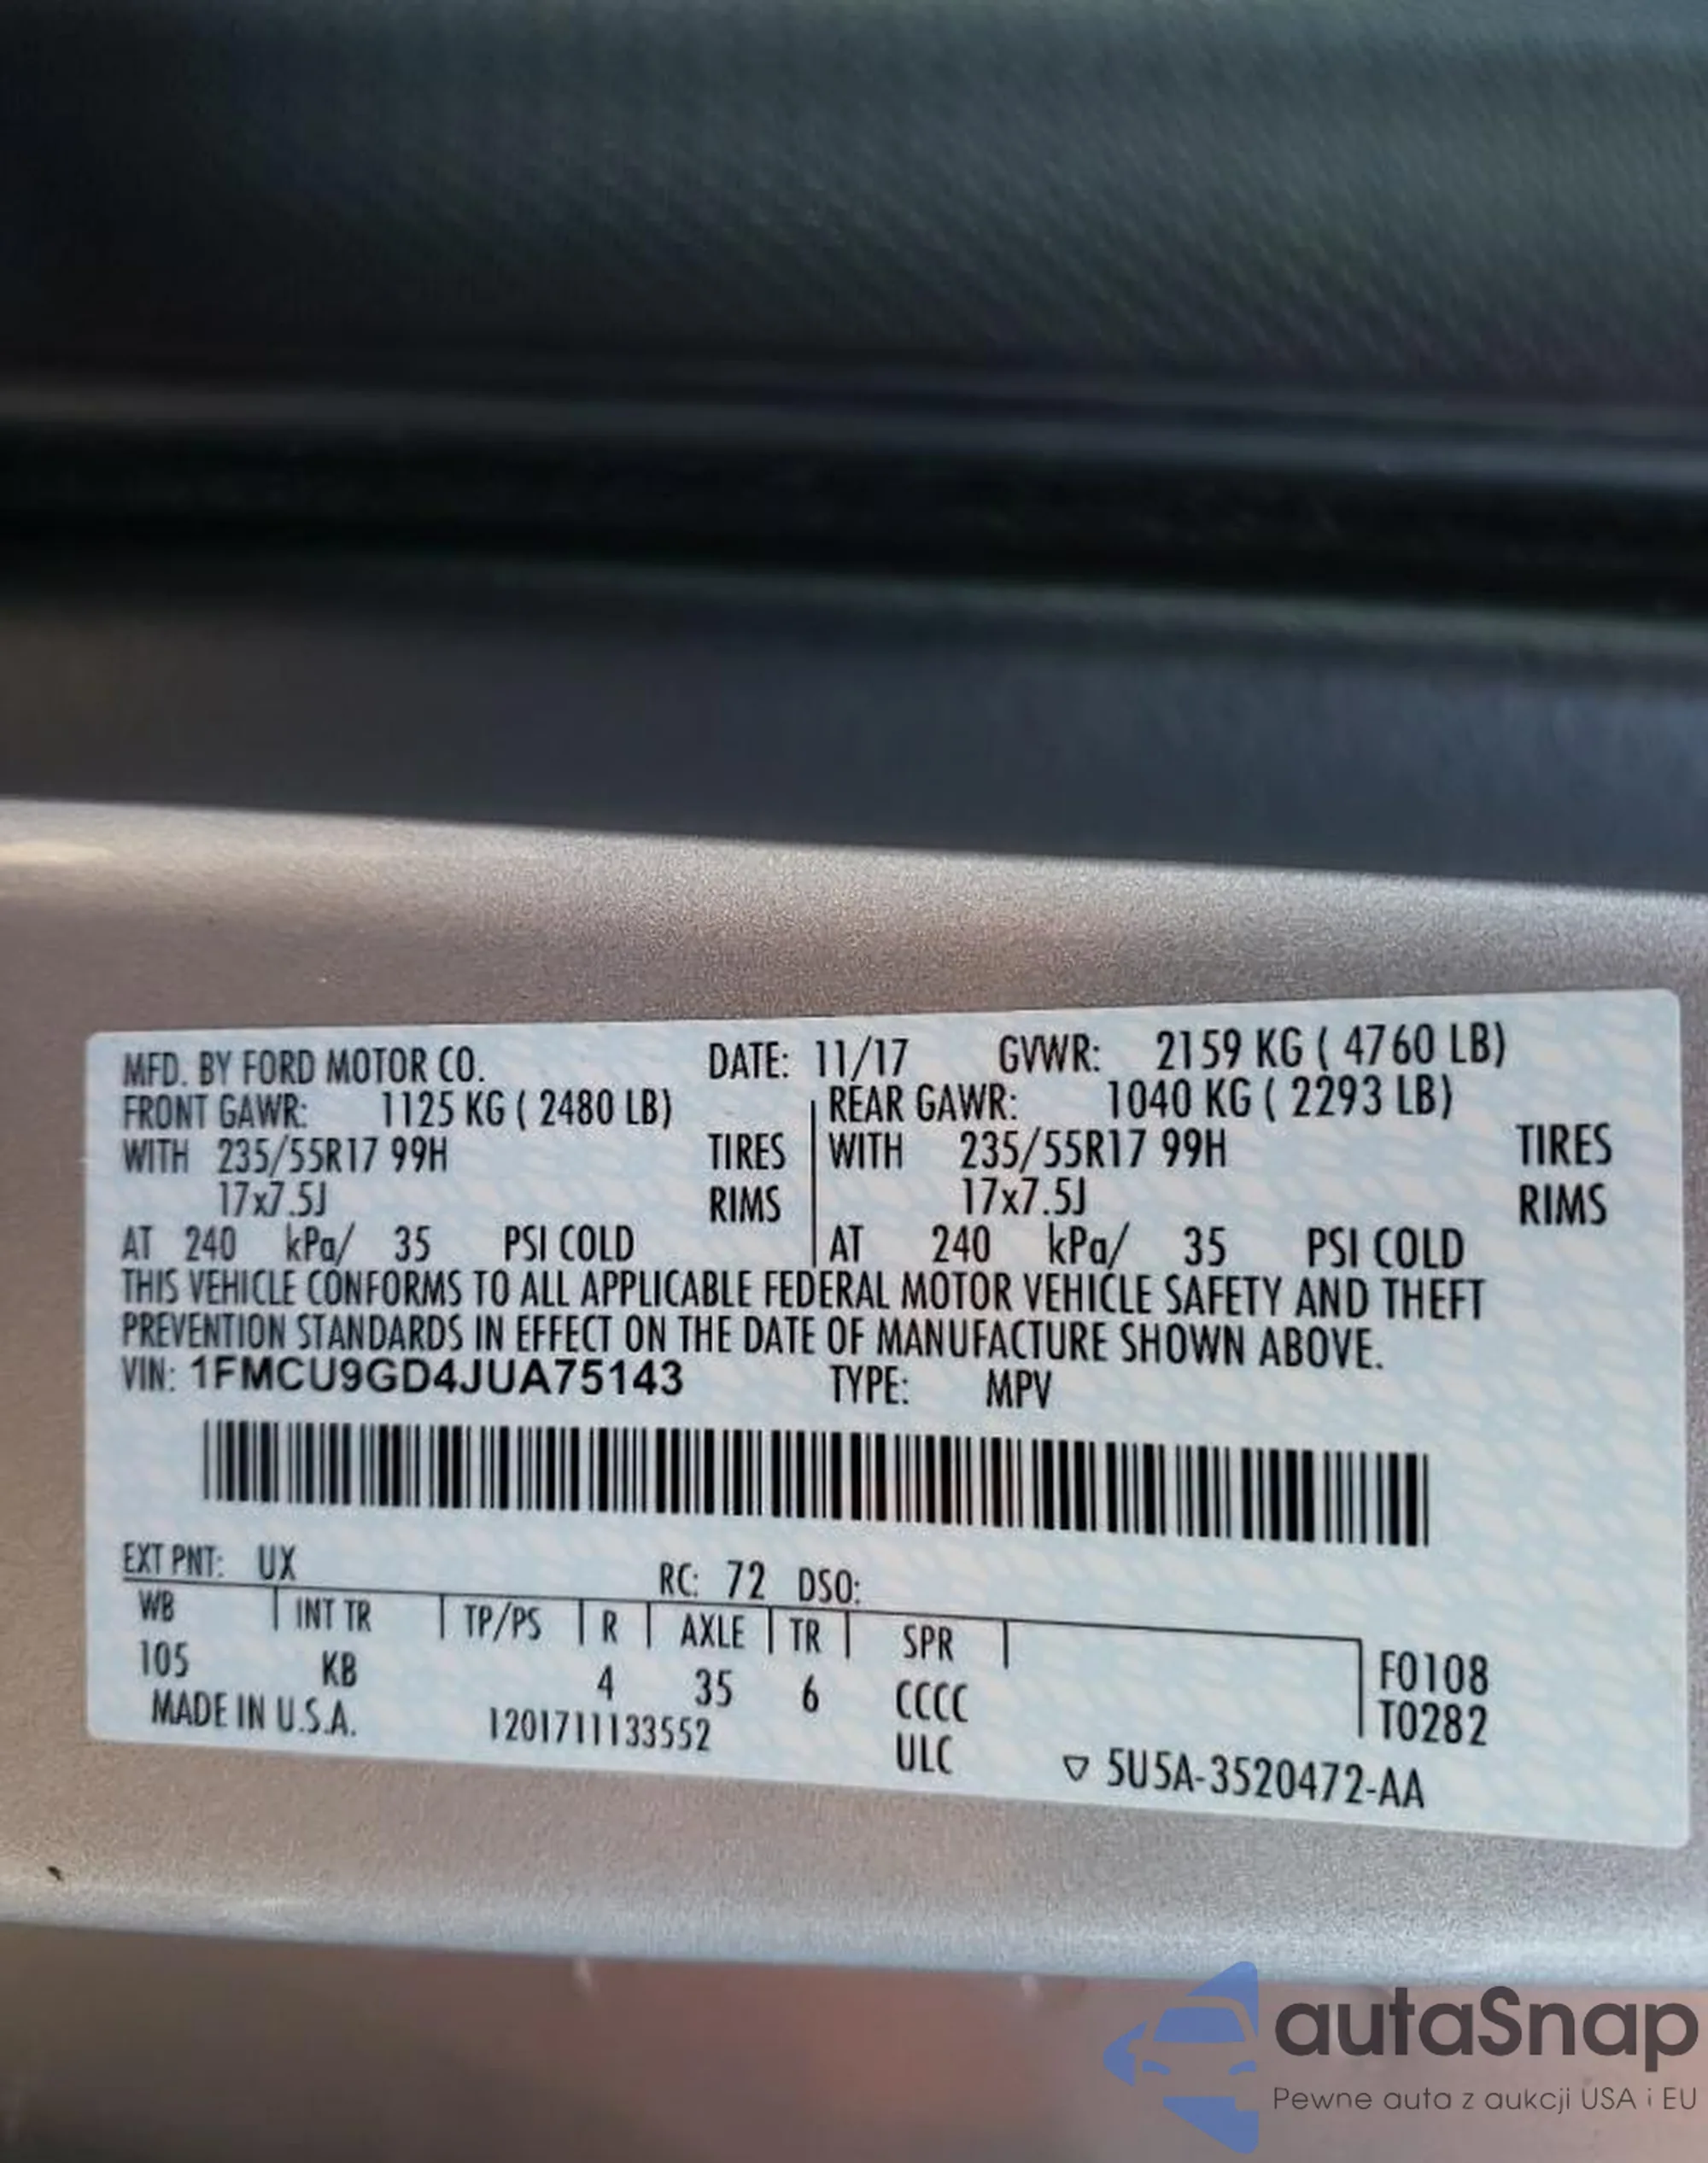 MFD. BY FORD MOTOR CO. DATE: 11/17 GVWR: 2159 KG ( 4760 LB)
FRONT GAWR: 1125 KG ( 2480 LB) REAR GAWR: 1040 KG ( 2293 LB)
WITH 235/55R17 99H TIRES WITH 235/55R17 99H TIRES
17x7.5J RIMS 17x7.5J RIMS
AT 240 kPa/ 35 PSI COLD AT 240 kPa/ 35 PSI COLD
THIS VEHICLE CONFORMS TO ALL APPLICABLE FEDERAL MOTOR VEHICLE SAFETY AND THEFT
PREVENTION STANDARDS IN EFFECT ON THE DATE OF MANUFACTURE SHOWN ABOVE.
VIN: 1FMCU9GD4JUA75143 TYPE: MPV
EXT PNT: UX RC: 72 DSO:
WB INT TR TP/PS R AXLE TR SPR
105 KB 4 35 6 CCCC F0108
MADE IN U.S.A. 1201711133552 ULC T0282
▽ 5U5A-3520472-AA
autaSnap
Pewne auta z aukcji USA i EU